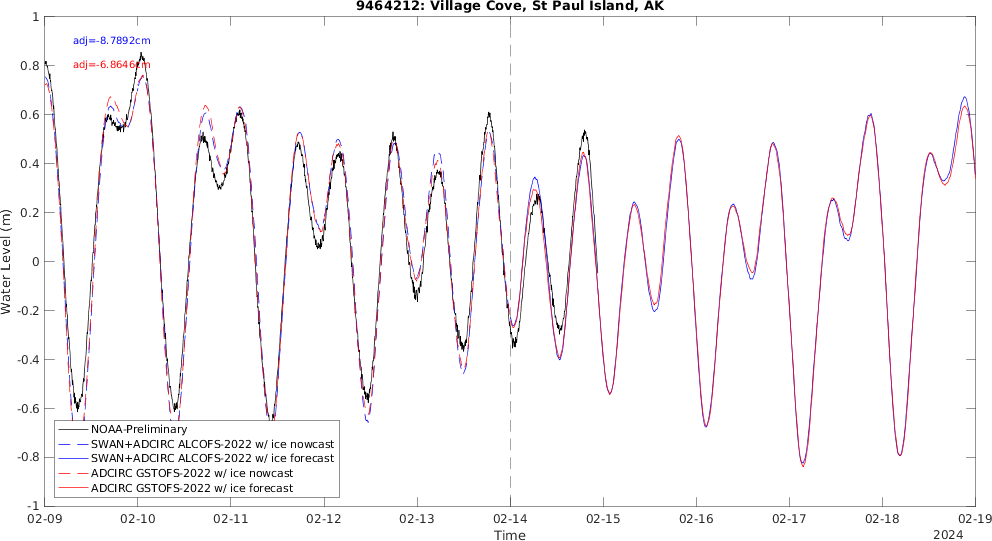 9464212: Village Cove, St Paul Island, AK
adj=-8.7892cm
adj=-6.8646cm
Water Level (m)
1
0.8
0.6
0.4
0.2
0
-0.2
-0.4
-0.6
-0.8
-1
NOAA-Preliminary
SWAN+ADCIRC ALCOFS-2022 w/ ice nowcast
SWAN+ADCIRC ALCOFS-2022 w/ ice forecast
ADCIRC GSTOFS-2022 w/ ice nowcast
ADCIRC GSTOFS-2022 w/ ice forecast
02-09 02-10 02-11 02-12 02-13 02-14 02-15 02-16 02-17 02-18 02-19
Time
2024